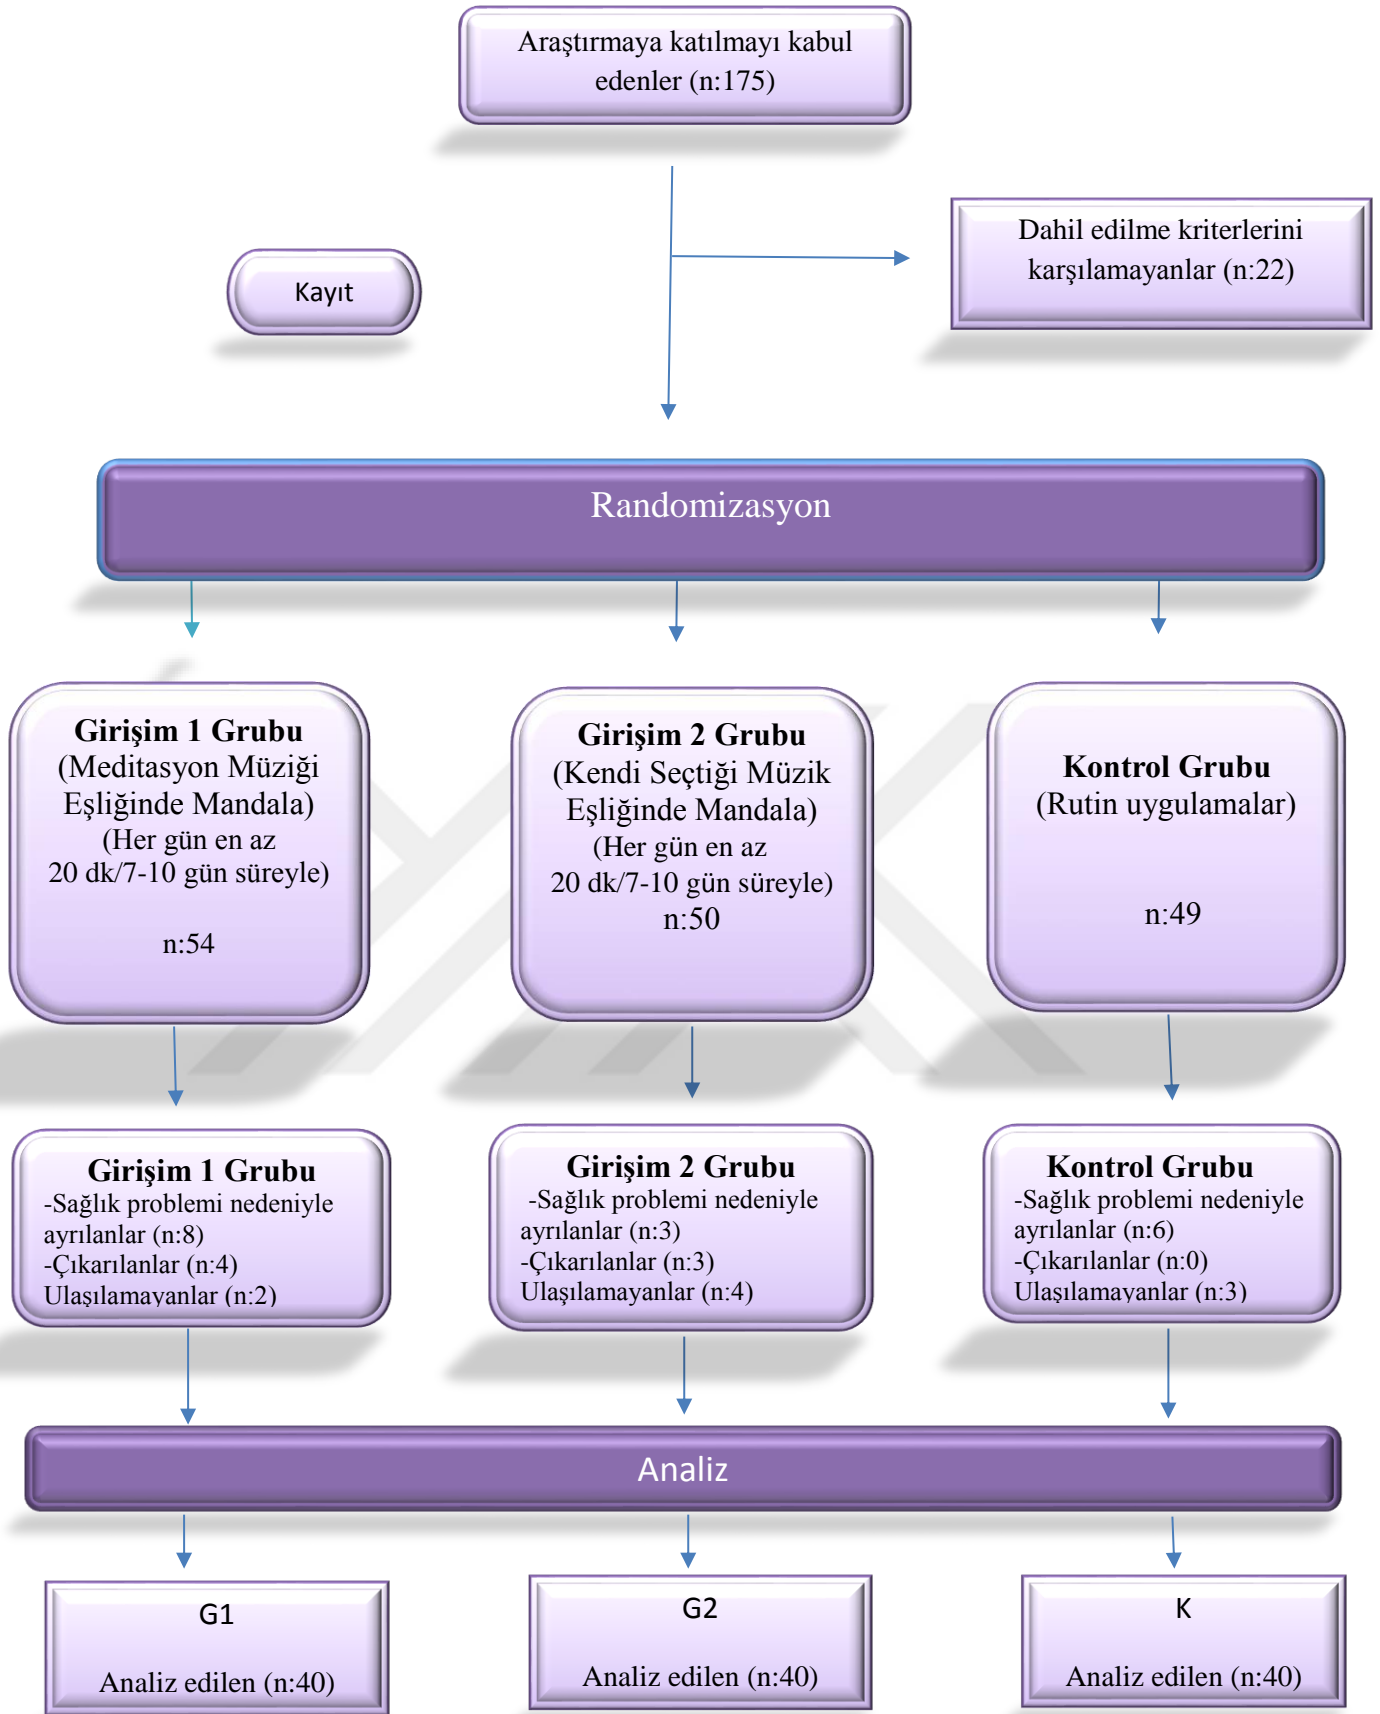 Araştırmaya katılmayı kabul
edenler (n:175)
Dahil edilme kriterlerini
karşılamayanlar (n:22)
Kayıt
Randomizasyon
Girişim 1 Grubu
(Meditasyon Müziği
Eşliğinde Mandala)
(Her gün en az
20 dk/7-10 gün süreyle)
n:54
Girişim 2 Grubu
(Kendi Seçtiği Müzik
Eşliğinde Mandala)
(Her gün en az
20 dk/7-10 gün süreyle)
n:50
Kontrol Grubu
(Rutin uygulamalar)
n:49
Girişim 1 Grubu
-Sağlık problemi nedeniyle
ayrılanlar (n:8)
-Çıkarılanlar (n:4)
Ulaşılamayanlar (n:2)
Girişim 2 Grubu
-Sağlık problemi nedeniyle
ayrılanlar (n:3)
-Çıkarılanlar (n:3)
Ulaşılamayanlar (n:4)
Kontrol Grubu
-Sağlık problemi nedeniyle
ayrılanlar (n:6)
-Çıkarılanlar (n:0)
Ulaşılamayanlar (n:3)
Analiz
G1
Analiz edilen (n:40)
G2
Analiz edilen (n:40)
K
Analiz edilen (n:40)